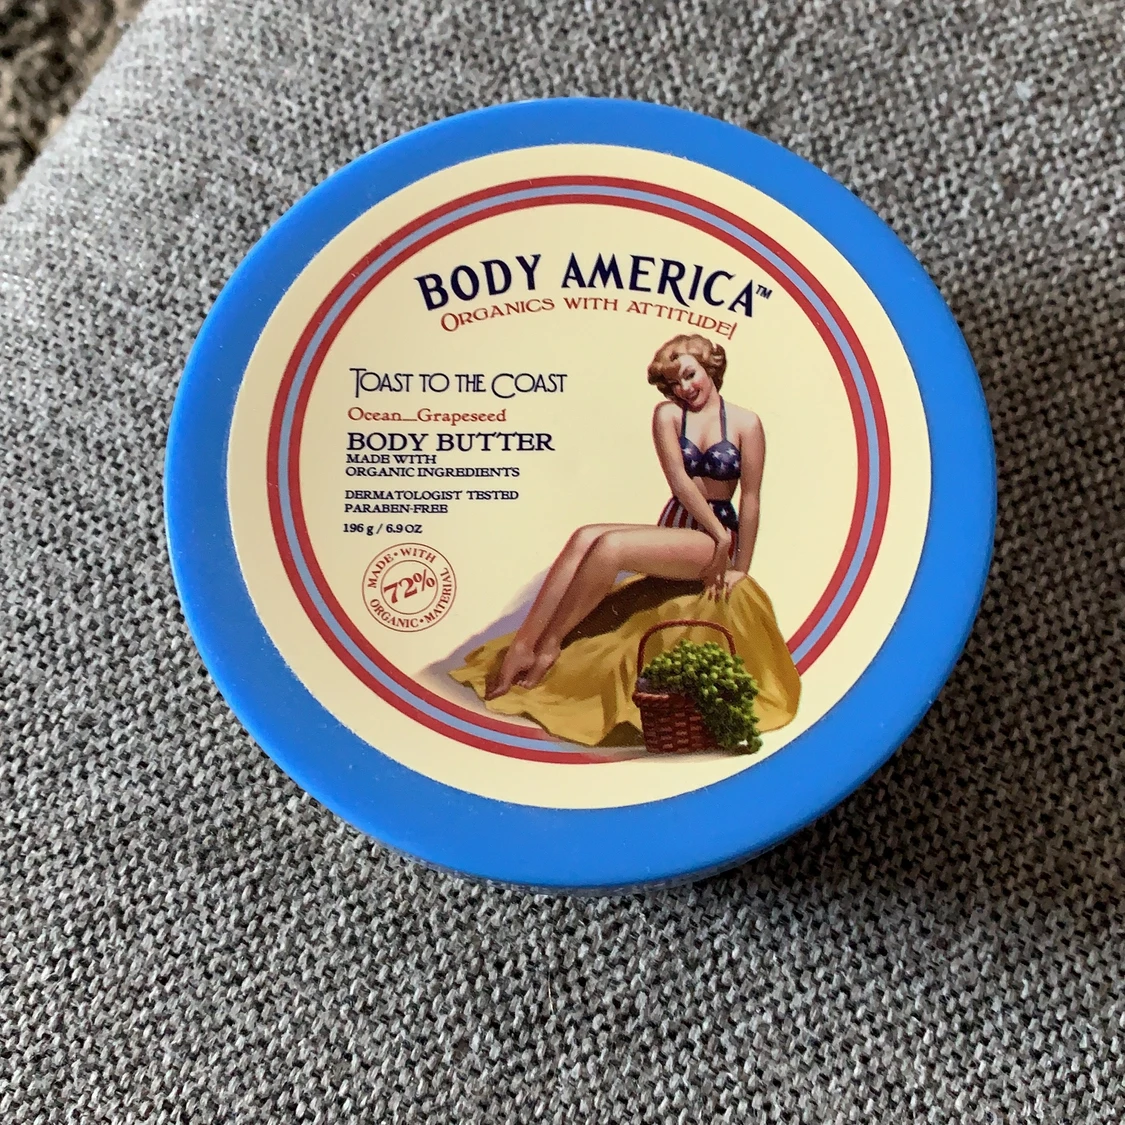 BODY AMERICA™
ORGANICS WITH ATTITUDE!
TOAST TO THE COAST
Ocean_Grapeseed
BODY BUTTER
MADE WITH
ORGANIC INGREDIENTS
DERMATOLOGIST TESTED
PARABEN-FREE
196 g / 6.9 OZ
MADE • WITH
72%
ORGANIC • MATERIAL